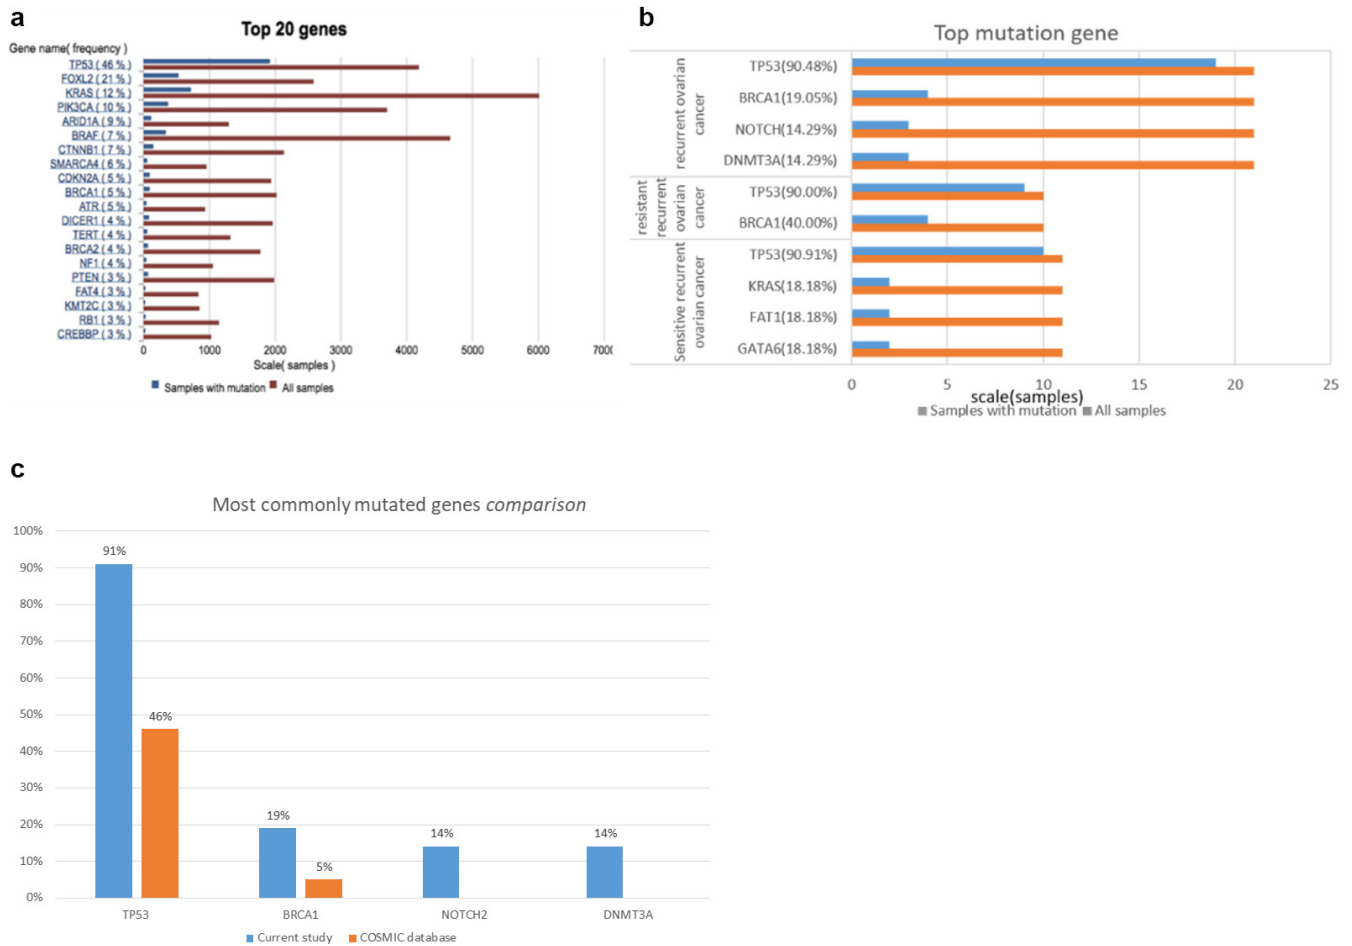 a
Top 20 genes
Gene name( frequency )
TP53 ( 46 % )
FOXL2 ( 21 % )
KRAS ( 12 % )
PIK3CA ( 10 % )
ARID1A ( 9 % )
BRAF ( 7 % )
CTNNB1 ( 7 % )
SMARCA4 ( 6 % )
CDKN2A ( 5 % )
BRCA1 ( 5 % )
ATR ( 5 % )
DICER1 ( 4 % )
TERT ( 4 % )
BRCA2 ( 4 % )
NF1 ( 4 % )
PTEN ( 3 % )
FAT4 ( 3 % )
KMT2C ( 3 % )
RB1 ( 3 % )
CREBBP ( 3 % )
0 1000 2000 3000 4000 5000 6000 7000
Scale( samples )
Samples with mutation All samples
b
Top mutation gene
recurrent ovarian
cancer
TP53(90.48%)
BRCA1(19.05%)
NOTCH(14.29%)
DNMT3A(14.29%)
resistant
recurrent
ovarian
cancer
TP53(90.00%)
BRCA1(40.00%)
Sensitive recurrent
ovarian cancer
TP53(90.91%)
KRAS(18.18%)
FAT1(18.18%)
GATA6(18.18%)
0 5 10 15 20 25
scale(samples)
Samples with mutation All samples
c
Most commonly mutated genes comparison
100%
90%
80%
70%
60%
50%
40%
30%
20%
10%
0%
91%
46%
19%
5%
14%
14%
TP53 BRCA1 NOTCH2 DNMT3A
Current study COSMIC database